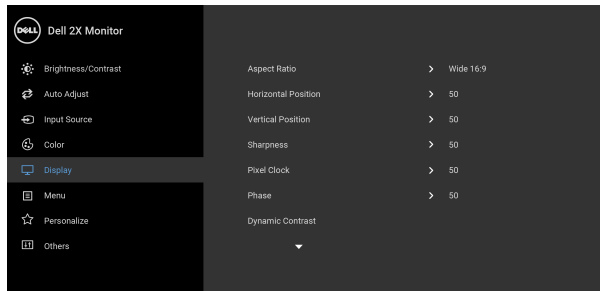 DELL Dell 2X Monitor
Brightness/Contrast
Auto Adjust
Input Source
Color
Display
Menu
Personalize
Others
Aspect Ratio Wide 16:9
Horizontal Position 50
Vertical Position 50
Sharpness 50
Pixel Clock 50
Phase 50
Dynamic Contrast